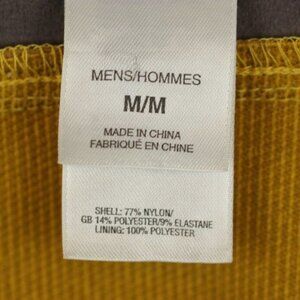 MENS/HOMMES
M/M
MADE IN CHINA
FABRIQUÉ EN CHINE
SHELL: 77% NYLON/
GB 14% POLYESTER/9% ELASTANE
LINING: 100% POLYESTER